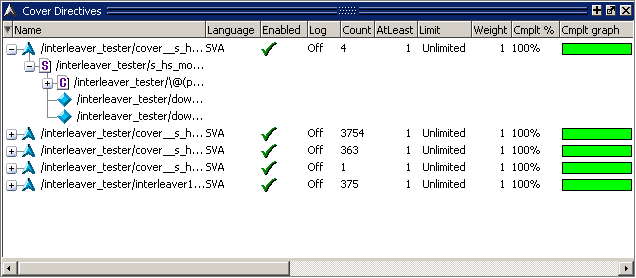 Cover Directives
Name Language Enabled Log Count AtLeast Limit Weight Cmplt % Cmplt graph
/interleaver_tester/cover__s_h... SVA Off 4 1 Unlimited 1 100%
S /interleaver_tester/s_hs_mo...
C /interleaver_tester/\@(p...
/interleaver_tester/dow...
/interleaver_tester/dow...
/interleaver_tester/cover__s_h... SVA Off 3754 1 Unlimited 1 100%
/interleaver_tester/cover__s_h... SVA Off 363 1 Unlimited 1 100%
/interleaver_tester/cover__s_h... SVA Off 1 1 Unlimited 1 100%
/interleaver_tester/interleaver1... SVA Off 375 1 Unlimited 1 100%